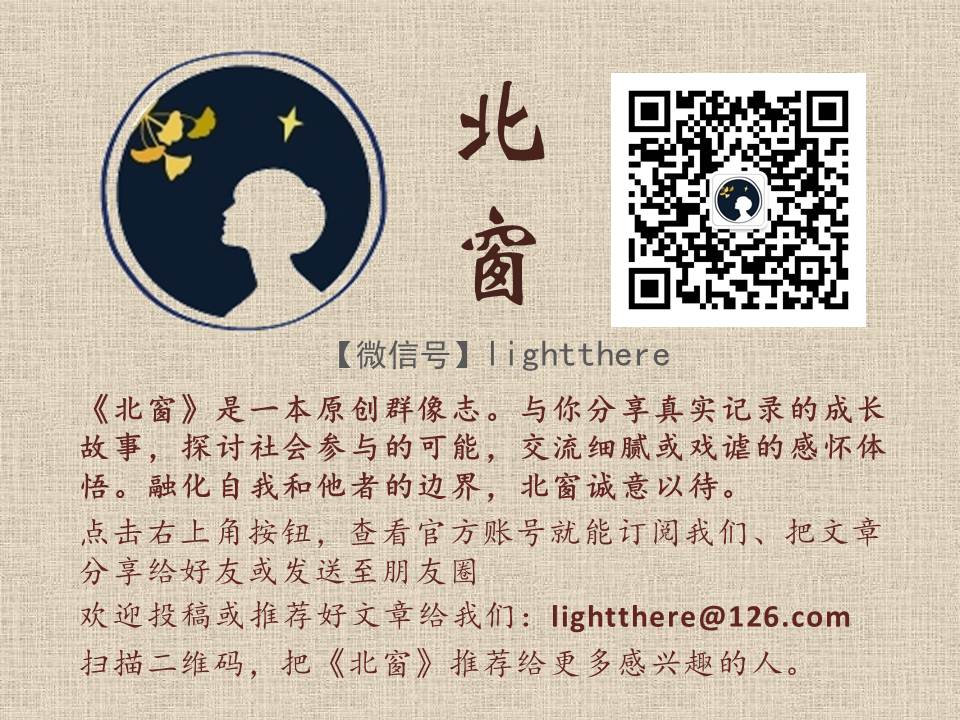 北
窗
【微信号】lightthere
《北窗》是一本原创群像志。与你分享真实记录的成长
故事，探讨社会参与的可能，交流细腻或戏谑的感怀体
悟。融化自我和他者的边界，北窗诚意以待。
点击右上角按钮，查看官方账号就能订阅我们、把文章
分享给好友或发送至朋友圈
欢迎投稿或推荐好文章给我们：lightthere@126.com
扫描二维码，把《北窗》推荐给更多感兴趣的人。